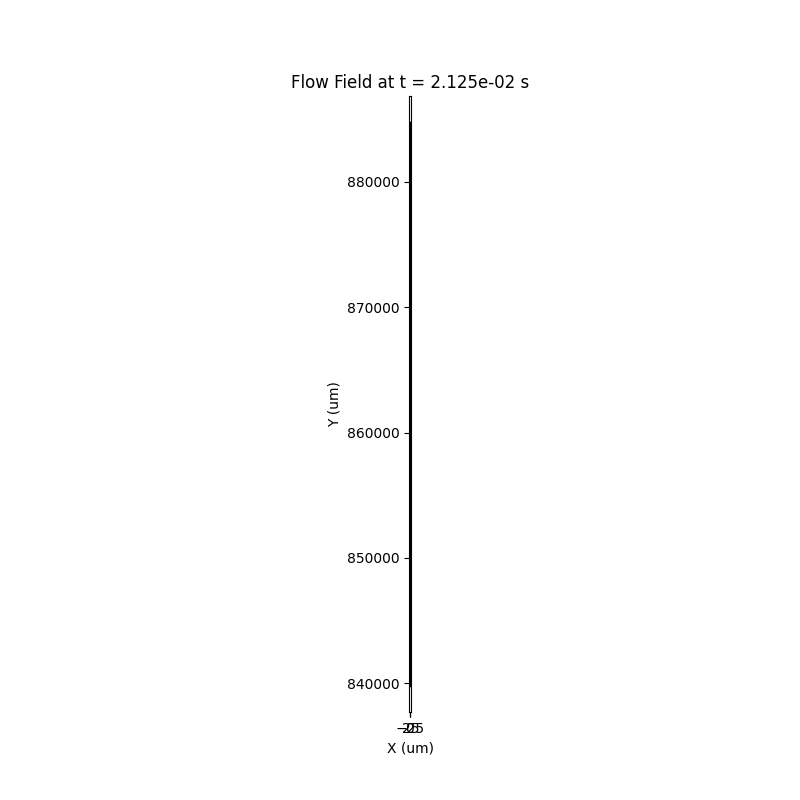 Flow Field at t = 2.125e-02 s
880000
870000
Y (um)
860000
850000
840000
X (um)